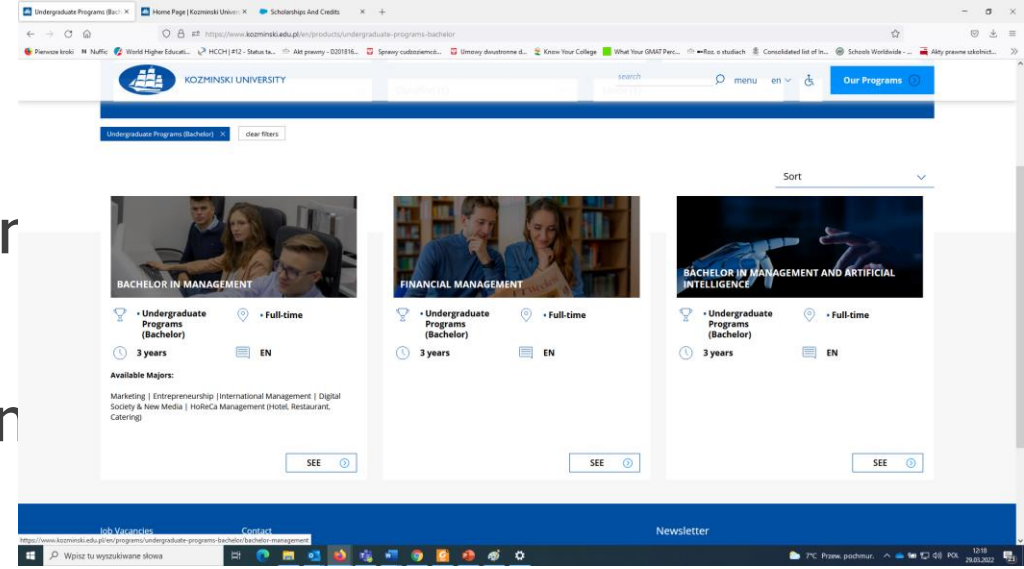 Undergraduate Programs (Bach
Home Page | Kozminski Univers
Scholarships And Credits
https://www.kozminski.edu.pl/en/products/undergraduate-programs-bachelor
Pierwsze kroki
Nuffic
World Higher Educati...
HCCH | #12 - Status ta...
Akt prawny - D201816...
Sprawy cudzoziemcó...
Umowy dwustronne d...
Know Your College
What Your GMAT Perc...
Roz. o studiach
Consolidated list of In...
Schools Worldwide - ...
Akty prawne szkolnict...
KOZMINSKI UNIVERSITY
search
menu
en
Our Programs
Undergraduate Programs (Bachelor) ×
clear filters
Sort
r
BACHELOR IN MANAGEMENT
• Undergraduate
Programs
(Bachelor)
• Full-time
3 years
EN
Available Majors:
Marketing | Entrepreneurship |International Management | Digital
Society & New Media | HoReCa Management (Hotel, Restaurant,
Catering)
SEE
FINANCIAL MANAGEMENT
• Undergraduate
Programs
(Bachelor)
• Full-time
3 years
EN
SEE
BACHELOR IN MANAGEMENT AND ARTIFICIAL
INTELLIGENCE
• Undergraduate
Programs
(Bachelor)
• Full-time
3 years
EN
SEE
n
Job Vacancies
Contact
Newsletter
https://www.kozminski.edu.pl/en/programs/undergraduate-programs-bachelor/bachelor-management
Wpisz tu wyszukiwane słowa
7°C Przew. pochmur.
POL
12:18
29.03.2022